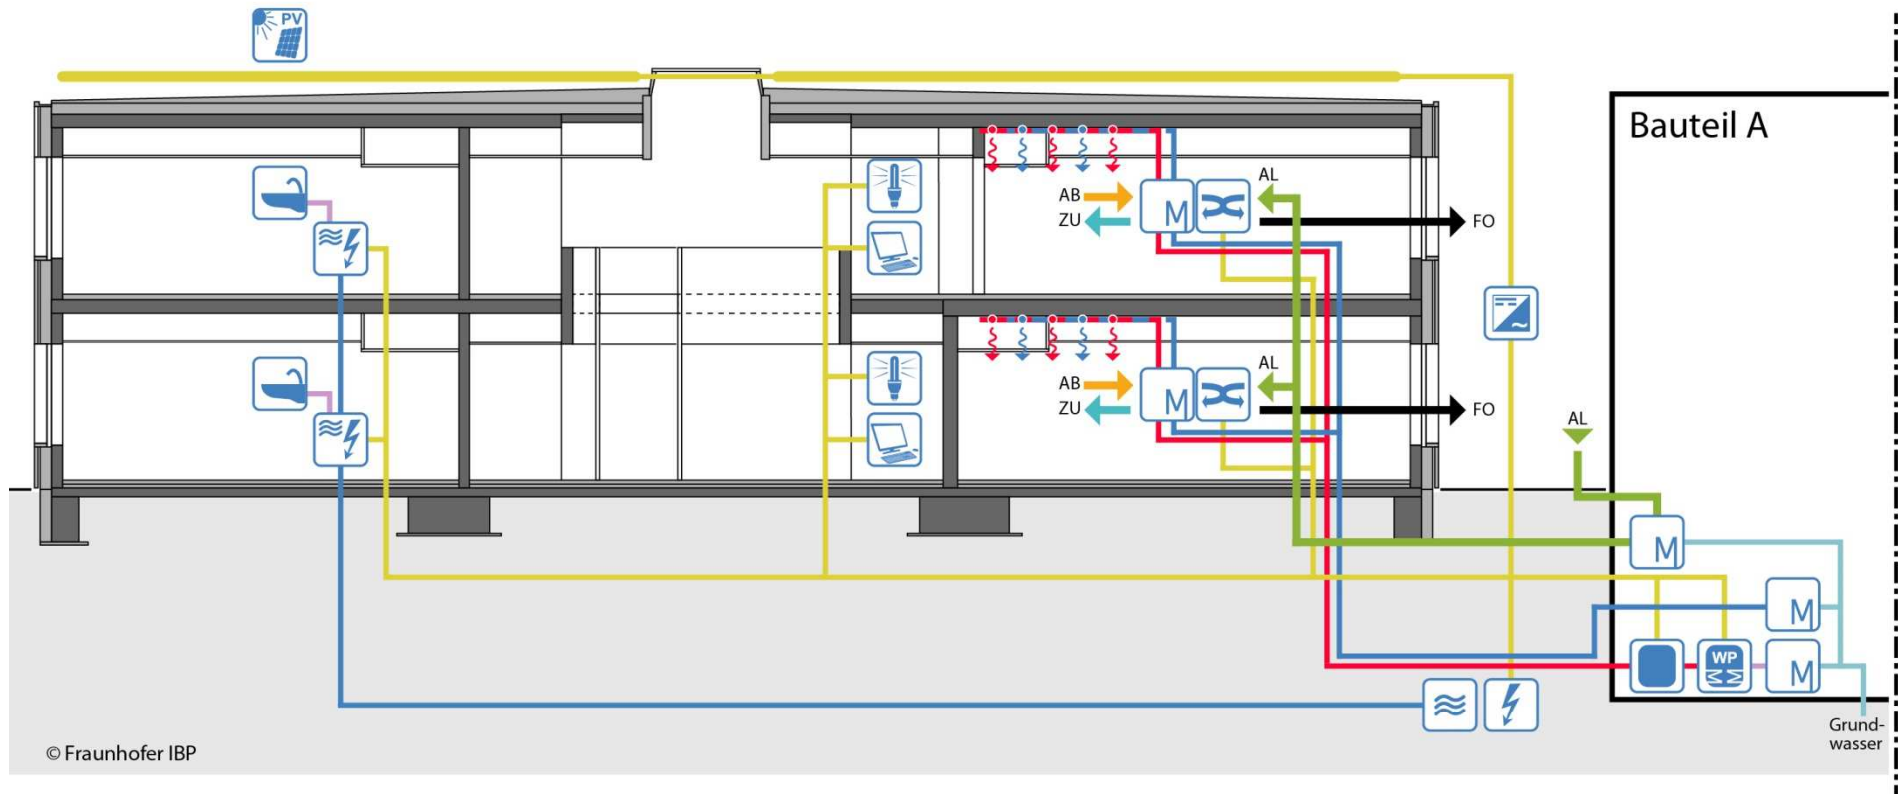 PV
Bauteil A
AL
AB
M
ZU
FO
AL
AB
M
ZU
FO
AL
M
M
WP
M
Grund-
wasser
© Fraunhofer IBP